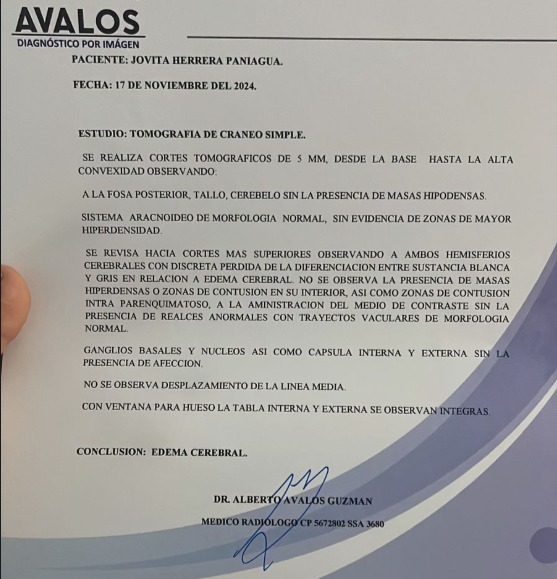 AVALOS
DIAGNÓSTICO POR IMÁGEN
PACIENTE: JOVITA HERRERA PANIAGUA.
FECHA: 17 DE NOVIEMBRE DEL 2024.
ESTUDIO: TOMOGRAFIA DE CRANEO SIMPLE.
SE REALIZA CORTES TOMOGRAFICOS DE 5 MM, DESDE LA BASE HASTA LA ALTA
CONVEXIDAD OBSERVANDO:
A LA FOSA POSTERIOR, TALLO, CEREBELO SIN LA PRESENCIA DE MASAS HIPODENSAS.
SISTEMA ARACNOIDEO DE MORFOLOGIA NORMAL, SIN EVIDENCIA DE ZONAS DE MAYOR
HIPERDENSIDAD.
SE REVISA HACIA CORTES MAS SUPERIORES OBSERVANDO A AMBOS HEMISFERIOS
CEREBRALES CON DISCRETA PERDIDA DE LA DIFERENCIACION ENTRE SUSTANCIA BLANCA
Y GRIS EN RELACION A EDEMA CEREBRAL. NO SE OBSERVA LA PRESENCIA DE MASAS
HIPERDENSAS O ZONAS DE CONTUSION EN SU INTERIOR, ASI COMO ZONAS DE CONTUSION
INTRA PARENQUIMATOSO, A LA AMINISTRACION DEL MEDIO DE CONTRASTE SIN LA
PRESENCIA DE REALCES ANORMALES CON TRAYECTOS VACULARES DE MORFOLOGIA
NORMAL.
GANGLIOS BASALES Y NUCLEOS ASI COMO CAPSULA INTERNA Y EXTERNA SIN LA
PRESENCIA DE AFECCION.
NO SE OBSERVA DESPLAZAMIENTO DE LA LINEA MEDIA.
CON VENTANA PARA HUESO LA TABLA INTERNA Y EXTERNA SE OBSERVAN INTEGRAS.
CONCLUSION: EDEMA CEREBRAL.
DR. ALBERTO AVALOS GUZMAN
MEDICO RADIÓLOGO CP 5672802 SSA 3680